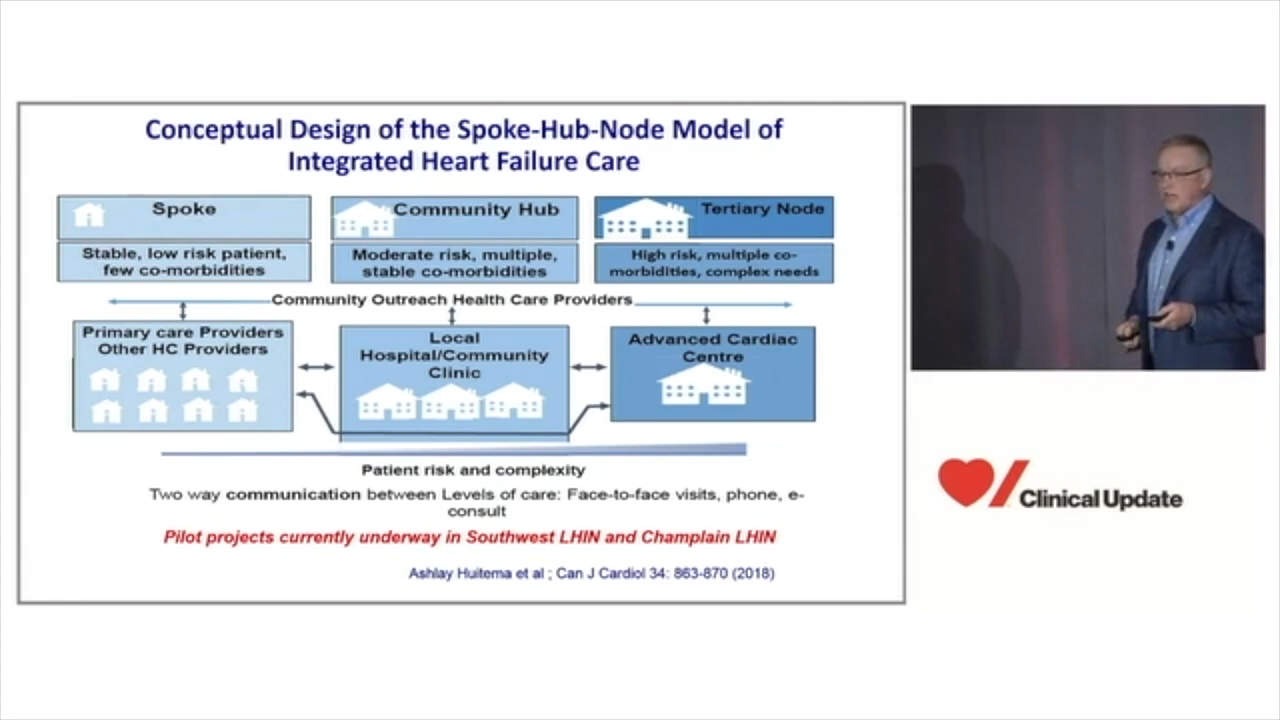 Conceptual Design of the Spoke-Hub-Node Model of
Integrated Heart Failure Care
Spoke
Community Hub
Tertiary Node
Stable, low risk patient,
few co-morbidities
Moderate risk, multiple,
stable co-morbidities
High risk, multiple co-
morbidities, complex needs
Community Outreach Health Care Providers
Primary care Providers
Other HC Providers
Local
Hospital/Community
Clinic
Advanced Cardiac
Centre
Patient risk and complexity
Two way communication between Levels of care: Face-to-face visits, phone, e-
consult
Pilot projects currently underway in Southwest LHIN and Champlain LHIN
Ashlay Huitema et al ; Can J Cardiol 34: 863-870 (2018)
Clinical Update